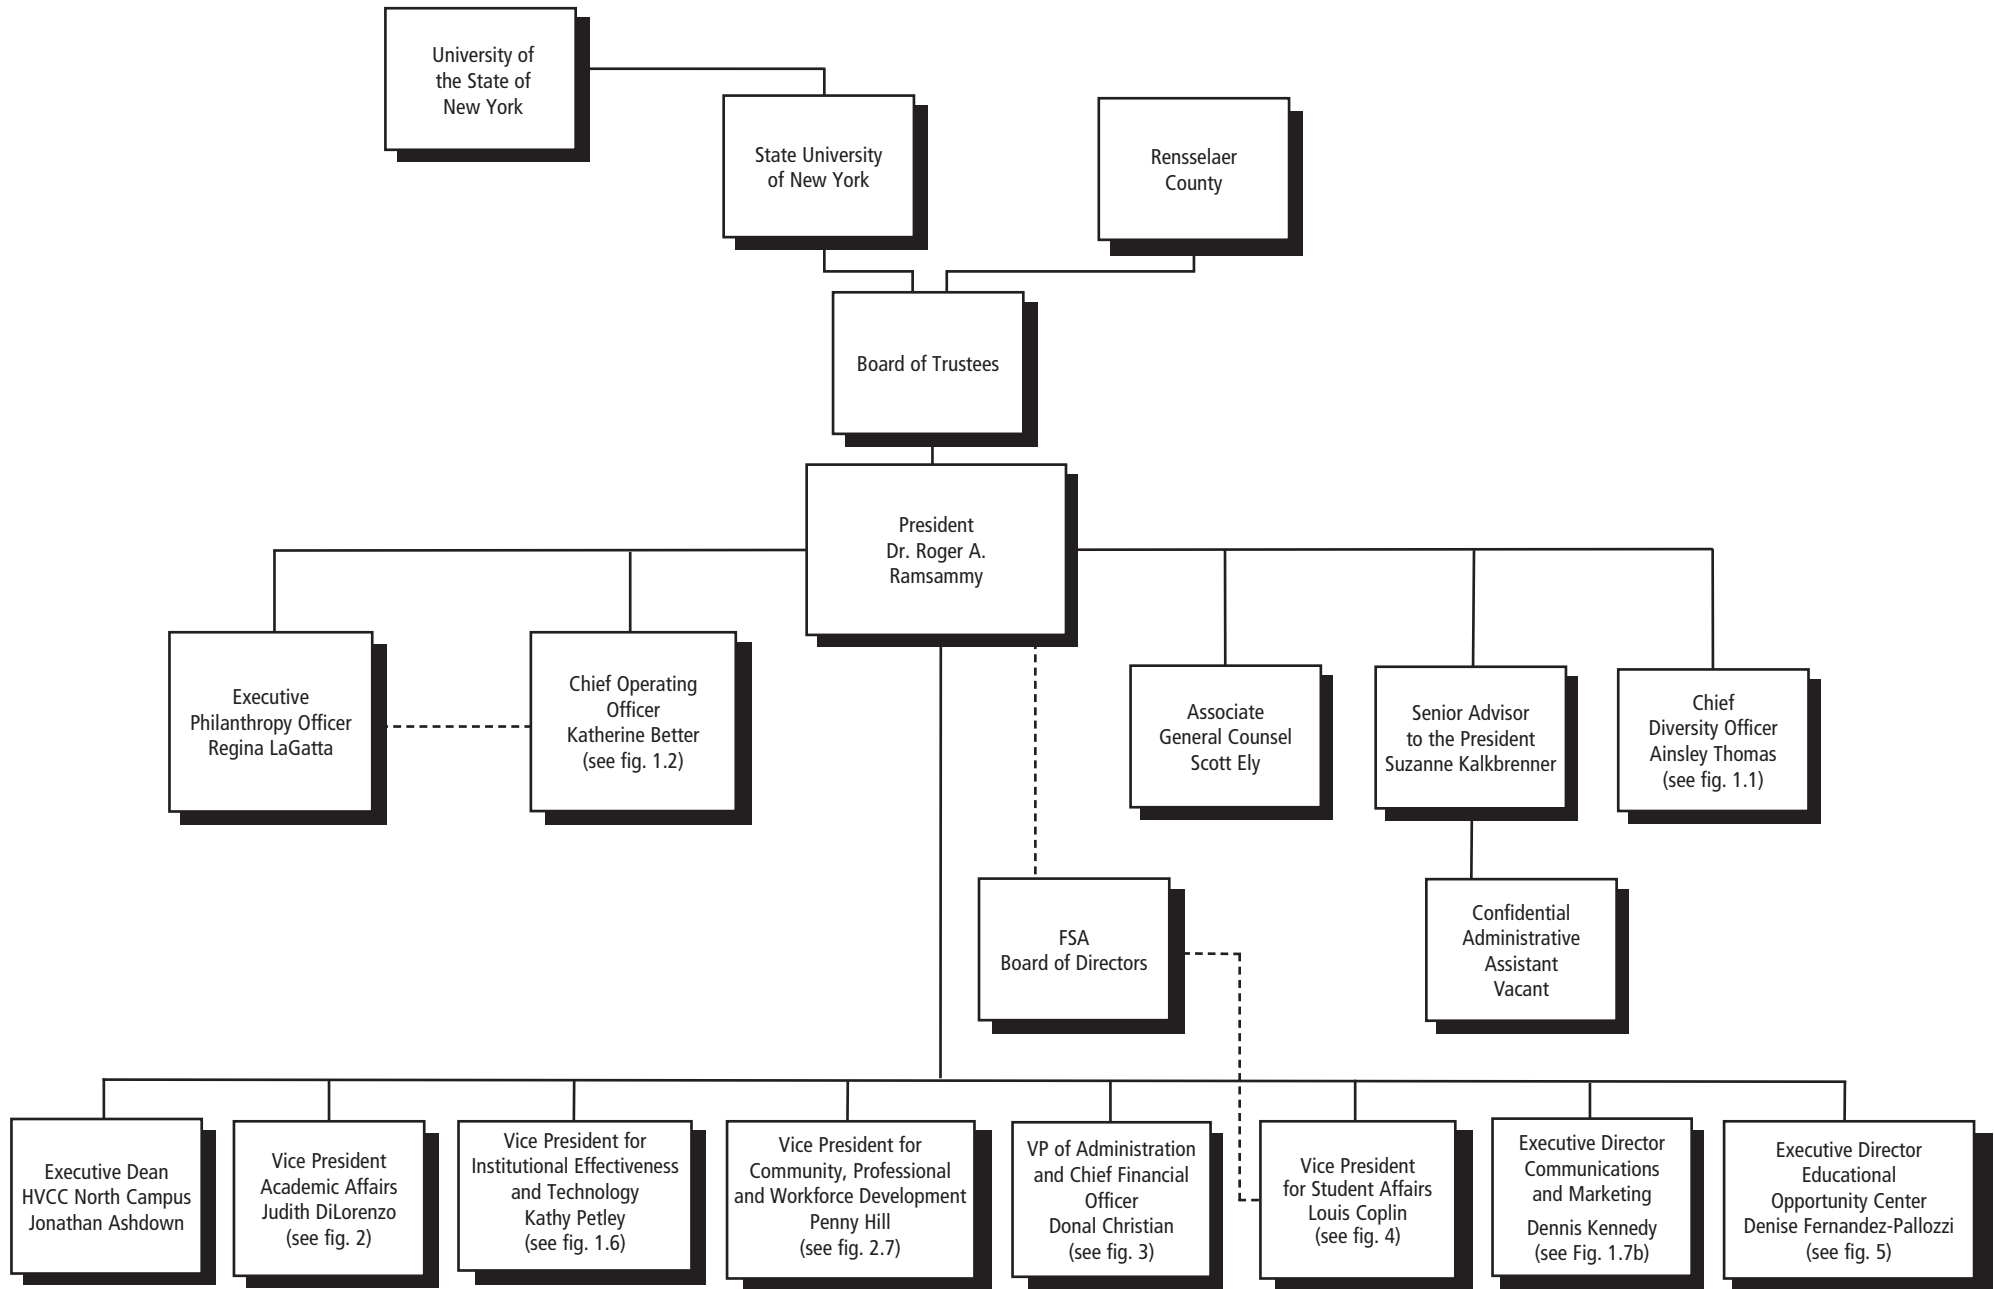 University of
the State of
New York
State University
of New York
Rensselaer
County
Board of Trustees
President
Dr. Roger A.
Ramsammy
Executive
Philanthropy Officer
Regina LaGatta
Chief Operating
Officer
Katherine Better
(see fig. 1.2)
Associate
General Counsel
Scott Ely
Senior Advisor
to the President
Suzanne Kalkbrenner
Chief
Diversity Officer
Ainsley Thomas
(see fig. 1.1)
FSA
Board of Directors
Confidential
Administrative
Assistant
Vacant
Executive Dean
HVCC North Campus
Jonathan Ashdown
Vice President
Academic Affairs
Judith DiLorenzo
(see fig. 2)
Vice President for
Institutional Effectiveness
and Technology
Kathy Petley
(see fig. 1.6)
Vice President for
Community, Professional
and Workforce Development
Penny Hill
(see fig. 2.7)
VP of Administration
and Chief Financial
Officer
Donal Christian
(see fig. 3)
Vice President
for Student Affairs
Louis Coplin
(see fig. 4)
Executive Director
Communications
and Marketing
Dennis Kennedy
(see Fig. 1.7b)
Executive Director
Educational
Opportunity Center
Denise Fernandez-Pallozzi
(see fig. 5)